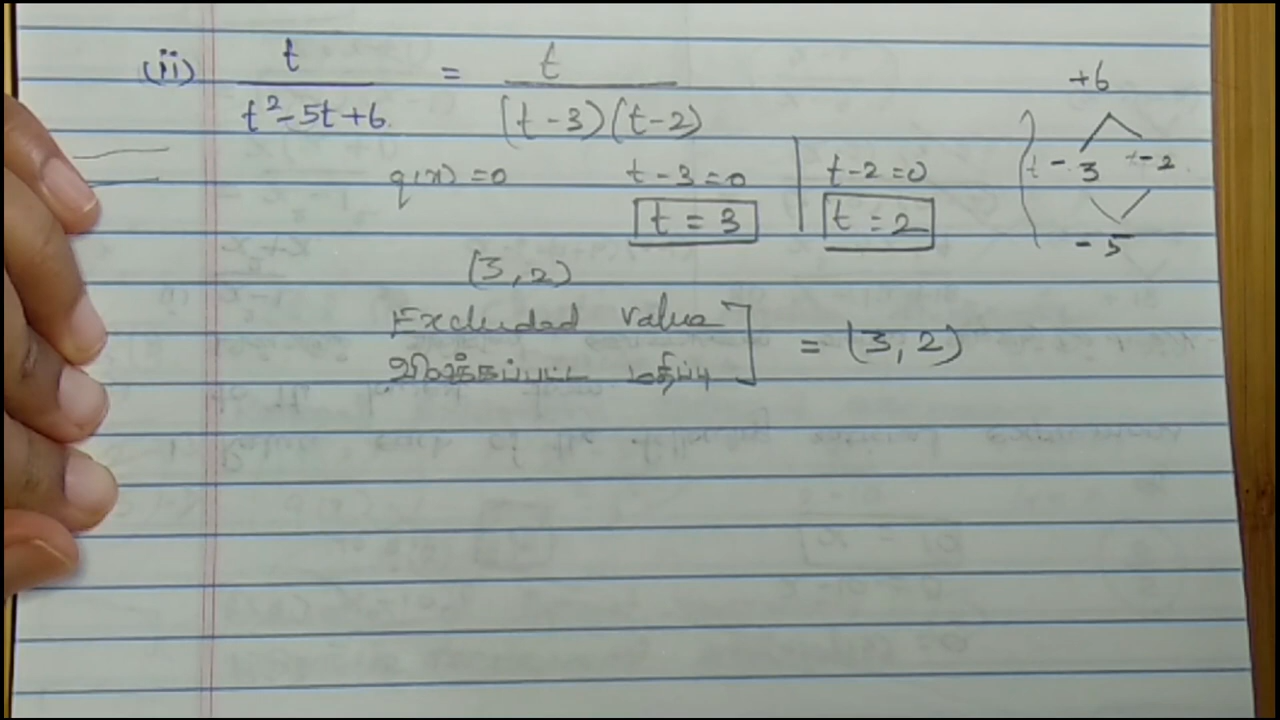 (ii) t / t² - 5t + 6 = t / (t - 3)(t - 2)
+6
t - 3 t - 2
- 5
q(x) = 0 t - 3 = 0 | t - 2 = 0
t = 3 t = 2
(3, 2)
Excluded value
விலக்கப்பட்ட மதிப்பு ] = (3, 2)